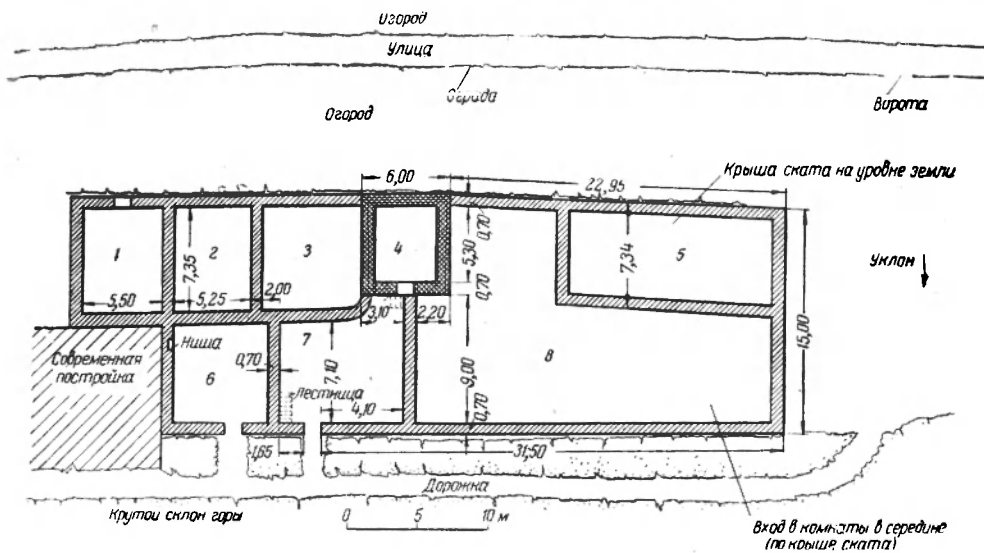 Огород
Улица
Ограда
Огород
Ворота
6,00
22,95
Крыша ската на уровне земли
1
2
3
4
5
7,35
5,30
0,70
0,70
7,34
Уклон
5,50
5,25
2,00
3,10
2,20
15,00
Современная
постройка
Ниша
6
0,70
7
7,10
Лестница
4,10
9,00
0,70
8
1,65
31,50
Дорожка
Крутой склон горы
0 5 10 м
Вход в комнаты в середине
(по крыше ската)